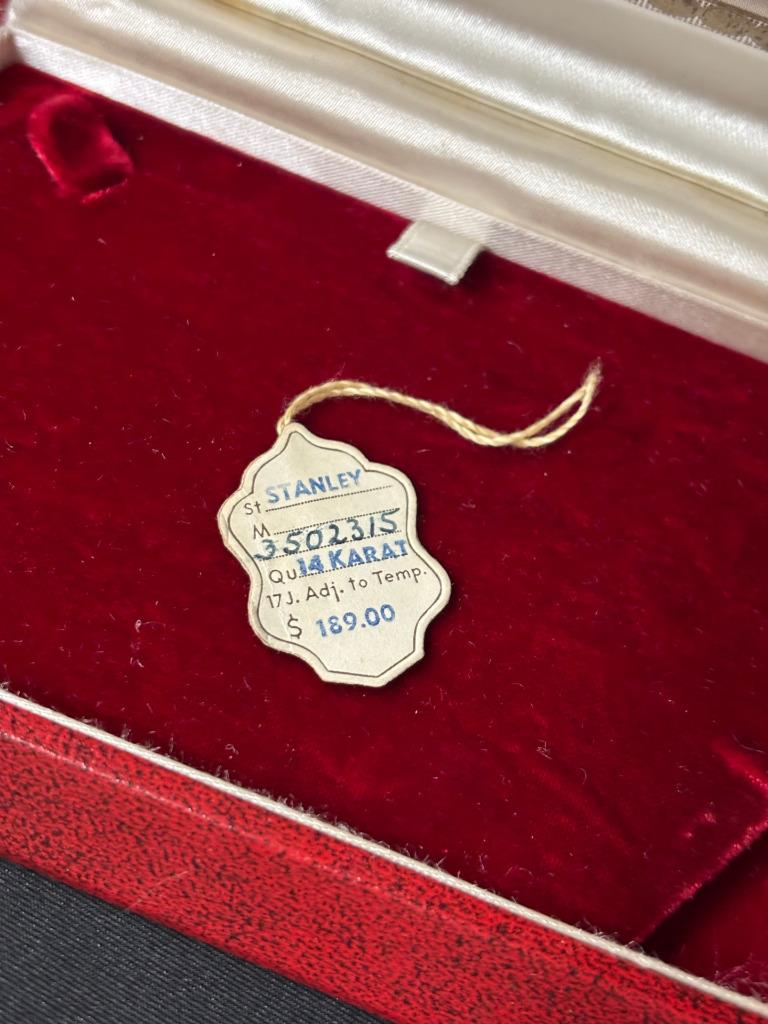 St. STANLEY
M
3502315
Qu. 14 KARAT
17J. Adj. to Temp.
$ 189.00